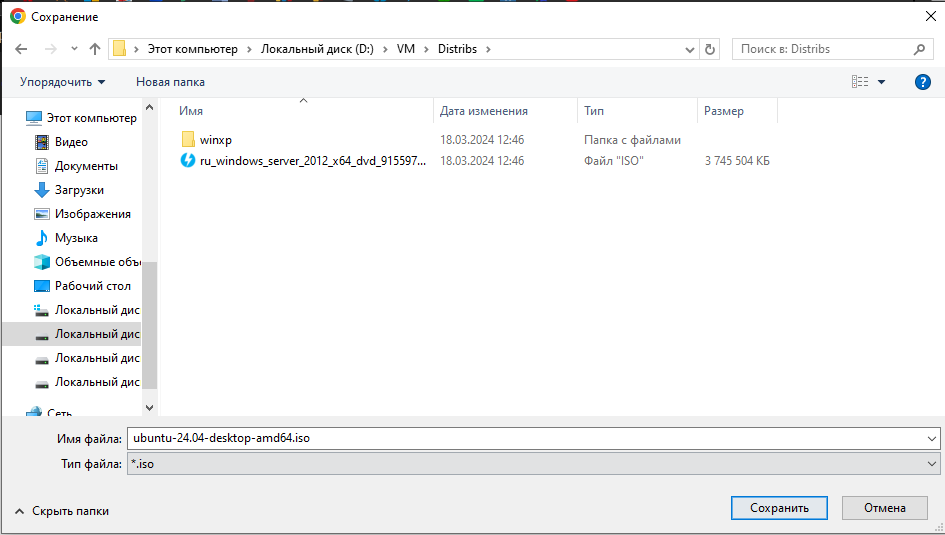 Сохранение
Этот компьютер > Локальный диск (D:) > VM > Distribs >
Поиск в: Distribs
Упорядочить
Новая папка
?
Имя
Дата изменения
Тип
Размер
winxp
18.03.2024 12:46
Папка с файлами
ru_windows_server_2012_x64_dvd_915597...
18.03.2024 12:46
Файл "ISO"
3 745 504 КБ
Этот компьютер
Видео
Документы
Загрузки
Изображения
Музыка
Объемные объ
Рабочий стол
Локальный дис
Локальный дис
Локальный дис
Локальный дис
Сеть
Имя файла: ubuntu-24.04-desktop-amd64.iso
Тип файла: *.iso
Скрыть папки
Сохранить
Отмена